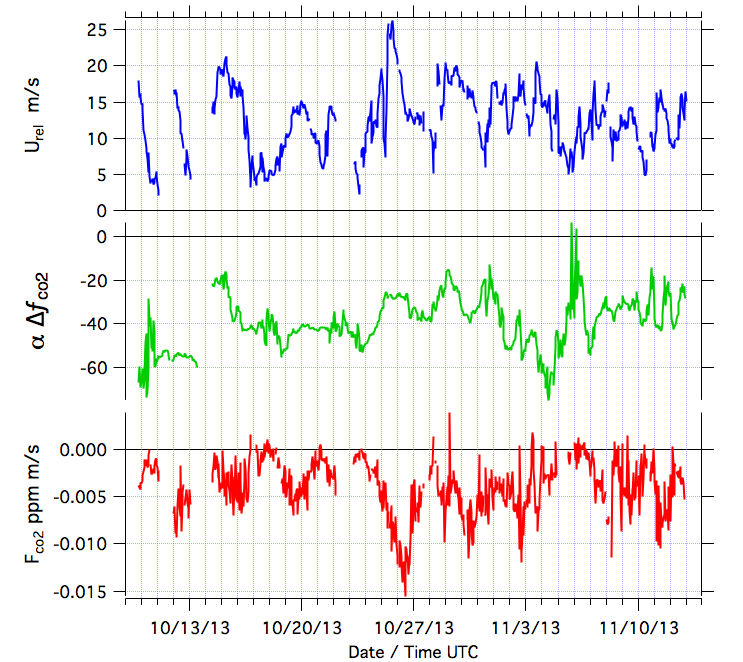 25
20
15
10
5
0
U_rel m/s
0
-20
-40
-60
α Δf_co2
0.000
-0.005
-0.010
-0.015
F_co2 ppm m/s
10/13/13 10/20/13 10/27/13 11/3/13 11/10/13
Date / Time UTC